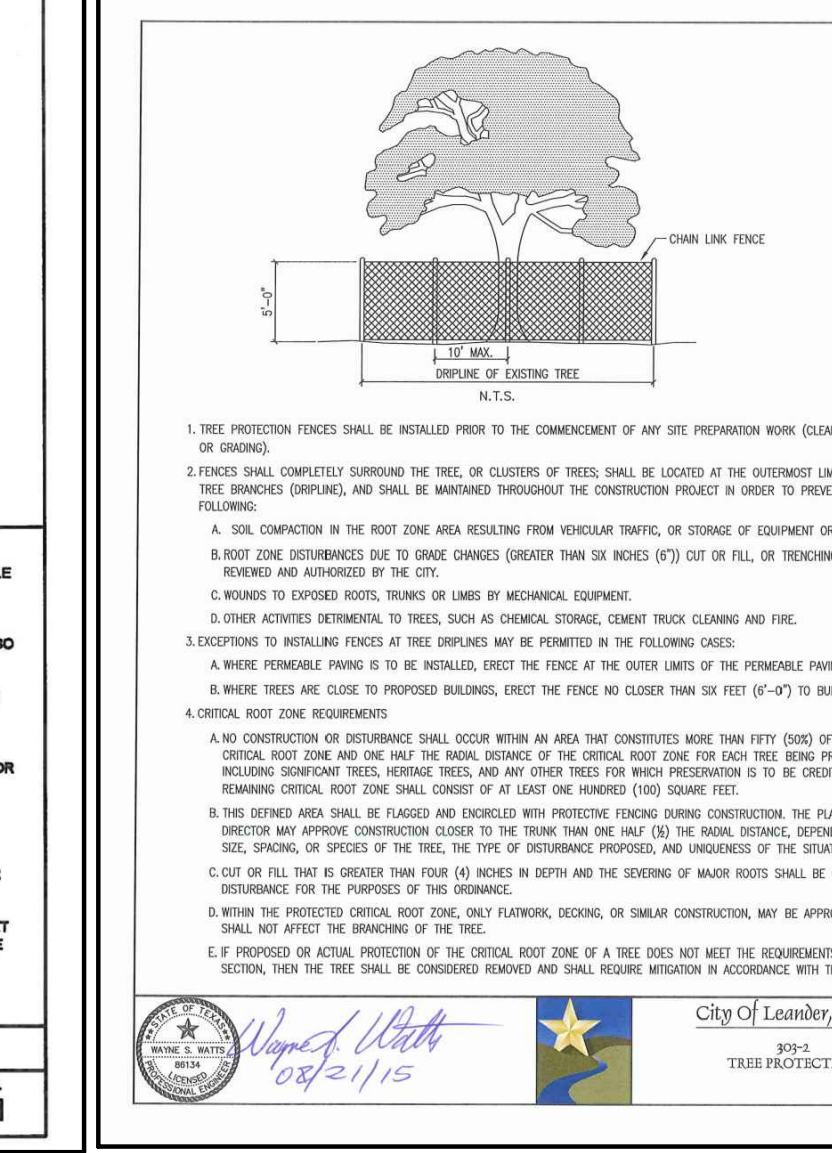 LE
SO
OR
T
E
CHAIN LINK FENCE
5'-0"
10' MAX.
DRIPLINE OF EXISTING TREE
N.T.S.
1. TREE PROTECTION FENCES SHALL BE INSTALLED PRIOR TO THE COMMENCEMENT OF ANY SITE PREPARATION WORK (CLEA
OR GRADING).
2. FENCES SHALL COMPLETELY SURROUND THE TREE, OR CLUSTERS OF TREES; SHALL BE LOCATED AT THE OUTERMOST LIM
TREE BRANCHES (DRIPLINE), AND SHALL BE MAINTAINED THROUGHOUT THE CONSTRUCTION PROJECT IN ORDER TO PREVE
FOLLOWING:
A. SOIL COMPACTION IN THE ROOT ZONE AREA RESULTING FROM VEHICULAR TRAFFIC, OR STORAGE OF EQUIPMENT OR
B. ROOT ZONE DISTURBANCES DUE TO GRADE CHANGES (GREATER THAN SIX INCHES (6")) CUT OR FILL, OR TRENCHING
REVIEWED AND AUTHORIZED BY THE CITY.
C. WOUNDS TO EXPOSED ROOTS, TRUNKS OR LIMBS BY MECHANICAL EQUIPMENT.
D. OTHER ACTIVITIES DETRIMENTAL TO TREES, SUCH AS CHEMICAL STORAGE, CEMENT TRUCK CLEANING AND FIRE.
3. EXCEPTIONS TO INSTALLING FENCES AT TREE DRIPLINES MAY BE PERMITTED IN THE FOLLOWING CASES:
A. WHERE PERMEABLE PAVING IS TO BE INSTALLED, ERECT THE FENCE AT THE OUTER LIMITS OF THE PERMEABLE PAVI
B. WHERE TREES ARE CLOSE TO PROPOSED BUILDINGS, ERECT THE FENCE NO CLOSER THAN SIX FEET (6'-0") TO BU
4. CRITICAL ROOT ZONE REQUIREMENTS
A. NO CONSTRUCTION OR DISTURBANCE SHALL OCCUR WITHIN AN AREA THAT CONSTITUTES MORE THAN FIFTY (50%) OF
CRITICAL ROOT ZONE AND ONE HALF THE RADIAL DISTANCE OF THE CRITICAL ROOT ZONE FOR EACH TREE BEING PR
INCLUDING SIGNIFICANT TREES, HERITAGE TREES, AND ANY OTHER TREES FOR WHICH PRESERVATION IS TO BE CREDI
REMAINING CRITICAL ROOT ZONE SHALL CONSIST OF AT LEAST ONE HUNDRED (100) SQUARE FEET.
B. THIS DEFINED AREA SHALL BE FLAGGED AND ENCIRCLED WITH PROTECTIVE FENCING DURING CONSTRUCTION. THE PLA
DIRECTOR MAY APPROVE CONSTRUCTION CLOSER TO THE TRUNK THAN ONE HALF (½) THE RADIAL DISTANCE, DEPEN
SIZE, SPACING, OR SPECIES OF THE TREE, THE TYPE OF DISTURBANCE PROPOSED, AND UNIQUENESS OF THE SITUAT
C. CUT OR FILL THAT IS GREATER THAN FOUR (4) INCHES IN DEPTH AND THE SEVERING OF MAJOR ROOTS SHALL BE
DISTURBANCE FOR THE PURPOSES OF THIS ORDINANCE.
D. WITHIN THE PROTECTED CRITICAL ROOT ZONE, ONLY FLATWORK, DECKING, OR SIMILAR CONSTRUCTION, MAY BE APPRO
SHALL NOT AFFECT THE BRANCHING OF THE TREE.
E. IF PROPOSED OR ACTUAL PROTECTION OF THE CRITICAL ROOT ZONE OF A TREE DOES NOT MEET THE REQUIREMENTS
SECTION, THEN THE TREE SHALL BE CONSIDERED REMOVED AND SHALL REQUIRE MITIGATION IN ACCORDANCE WITH T
STATE OF TEXAS
WAYNE S. WATTS
86134
LICENSED
PROFESSIONAL ENGINEER
Wayne S. Watts
08/21/15
City Of Leander,
303-2
TREE PROTECTI